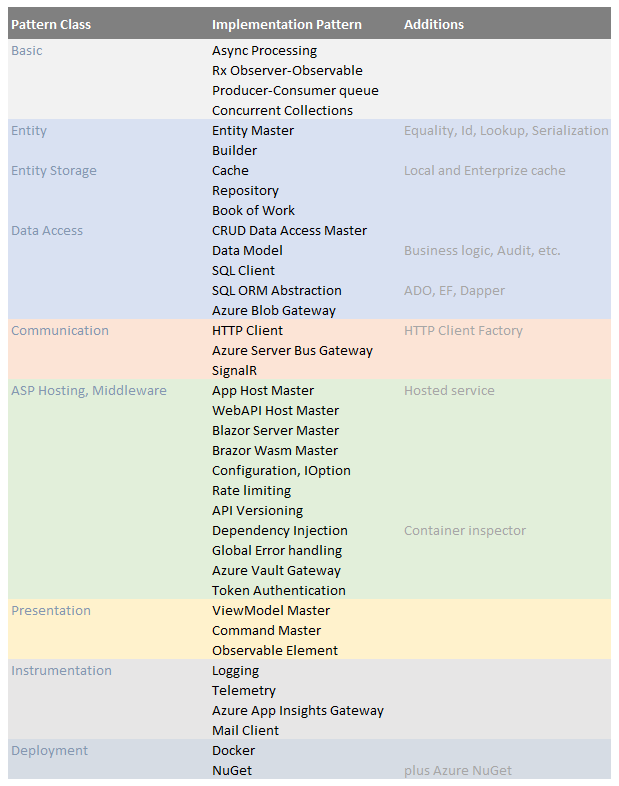 Pattern Class Implementation Pattern Additions
Basic Async Processing
Rx Observer-Observable
Producer-Consumer queue
Concurrent Collections
Entity Entity Master Equality, Id, Lookup, Serialization
Builder
Entity Storage Cache Local and Enterprize cache
Repository
Book of Work
Data Access CRUD Data Access Master
Data Model Business logic, Audit, etc.
SQL Client
SQL ORM Abstraction ADO, EF, Dapper
Azure Blob Gateway
Communication HTTP Client HTTP Client Factory
Azure Server Bus Gateway
SignalR
ASP Hosting, Middleware App Host Master Hosted service
WebAPI Host Master
Blazor Server Master
Brazor Wasm Master
Configuration, IOption
Rate limiting
API Versioning
Dependency Injection Container inspector
Global Error handling
Azure Vault Gateway
Token Authentication
Presentation ViewModel Master
Command Master
Observable Element
Instrumentation Logging
Telemetry
Azure App Insights Gateway
Mail Client
Deployment Docker
NuGet plus Azure NuGet